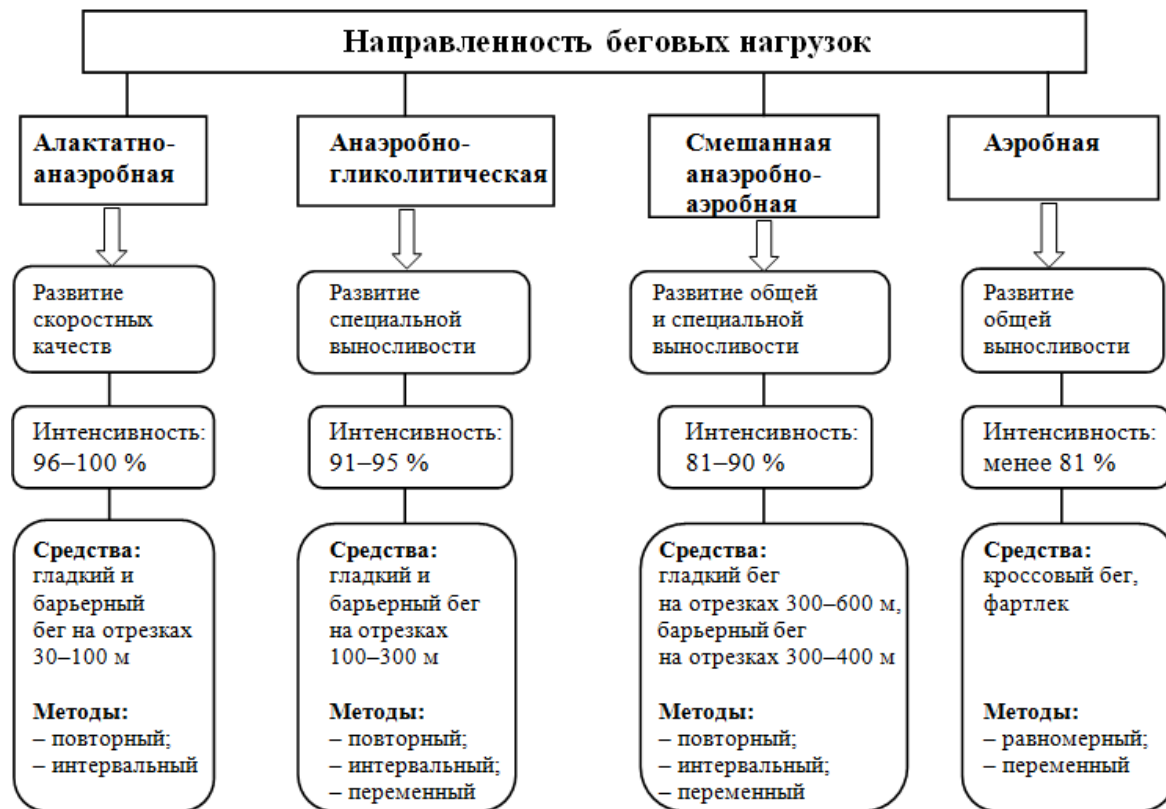 Направленность беговых нагрузок
Алактатно-
анаэробная
Анаэробно-
гликолитическая
Смешанная
анаэробно-
аэробная
Аэробная
Развитие
скоростных
качеств
Развитие
специальной
выносливости
Развитие общей
и специальной
выносливости
Развитие
общей
выносливости
Интенсивность:
96–100 %
Интенсивность:
91–95 %
Интенсивность:
81–90 %
Интенсивность:
менее 81 %
Средства:
гладкий и
барьерный
бег на отрезках
30–100 м
Методы:
– повторный;
– интервальный
Средства:
гладкий и
барьерный бег
на отрезках
100–300 м
Методы:
– повторный;
– интервальный;
– переменный
Средства:
гладкий бег
на отрезках 300–600 м,
барьерный бег
на отрезках 300–400 м
Методы:
– повторный;
– интервальный;
– переменный
Средства:
кроссовый бег,
фартлек
Методы:
– равномерный;
– переменный